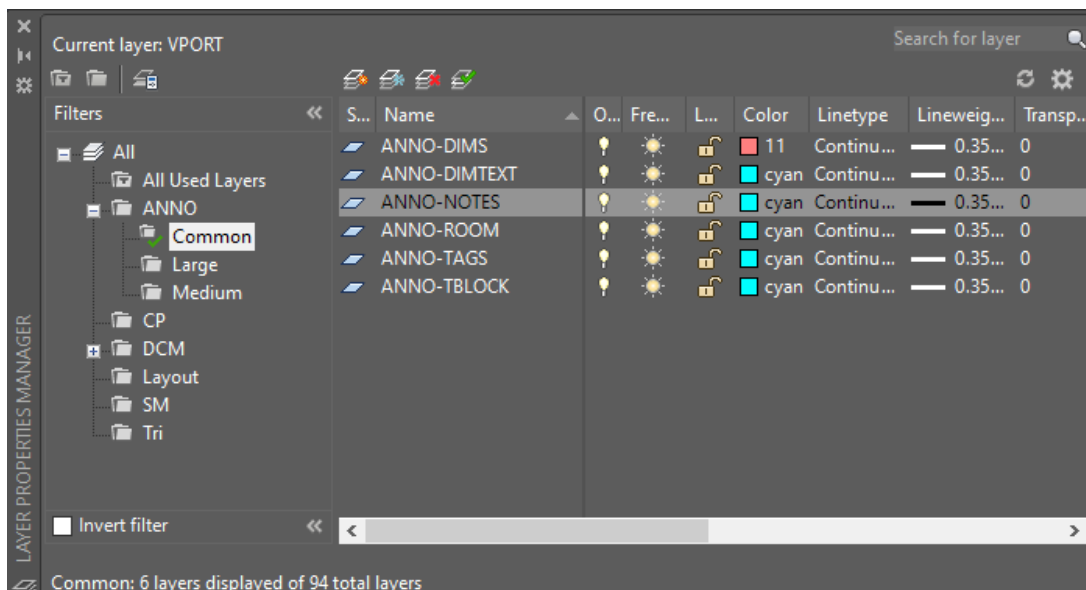 Current layer: VPORT
Search for layer
Filters
S... Name O... Fre... L... Color Linetype Lineweig... Transp...
All
All Used Layers
ANNO
Common
Large
Medium
CP
DCM
Layout
SM
Tri
ANNO-DIMS 11 Continu... 0.35... 0
ANNO-DIMTEXT cyan Continu... 0.35... 0
ANNO-NOTES cyan Continu... 0.35... 0
ANNO-ROOM cyan Continu... 0.35... 0
ANNO-TAGS cyan Continu... 0.35... 0
ANNO-TBLOCK cyan Continu... 0.35... 0
Invert filter
LAYER PROPERTIES MANAGER
Common: 6 layers displayed of 94 total layers